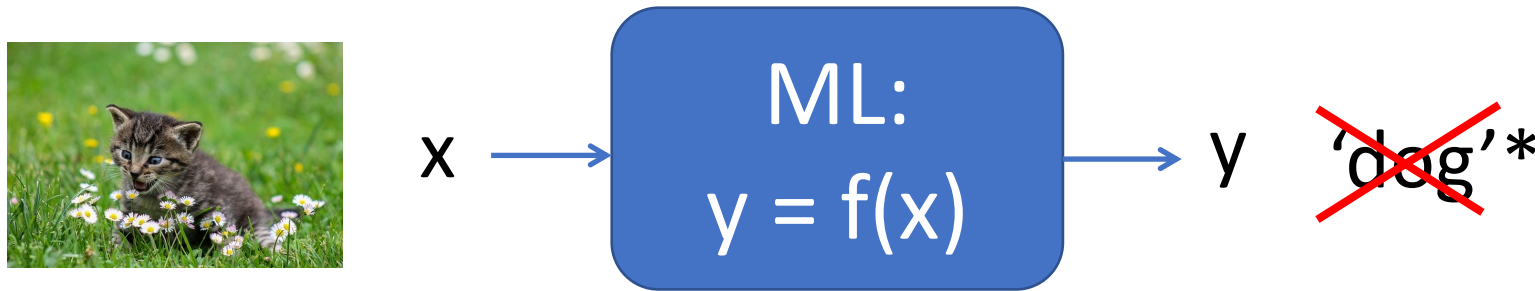 x
ML:
y = f(x)
y
‘dog’*